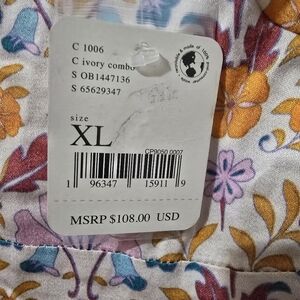 C 1006
C ivory combo
S OB1447136
S 65629347
size
XL
CP9050.0007
1 96347 15911 9
MSRP $108.00 USD